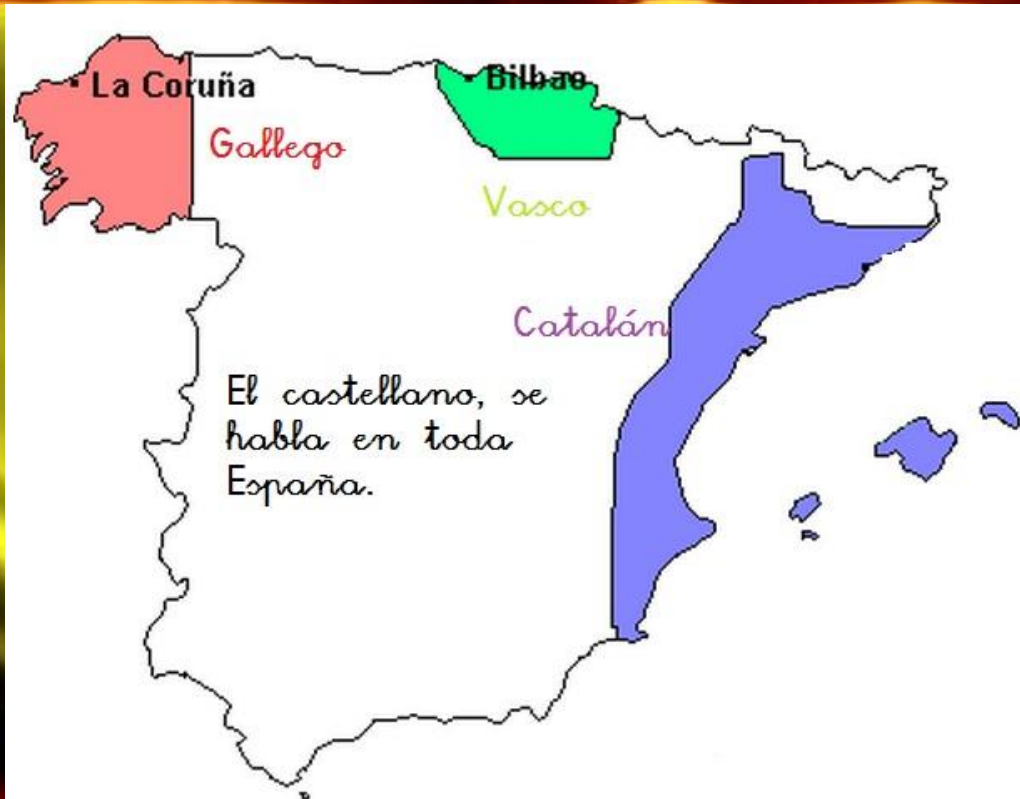 La Coruña
Bilbao
Gallego
Vasco
Catalán
El castellano, se
habla en toda
España.